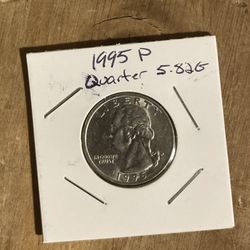 1995 P
Quarter 5.82G
LIBERTY
IN GOD WE
TRUST
1995